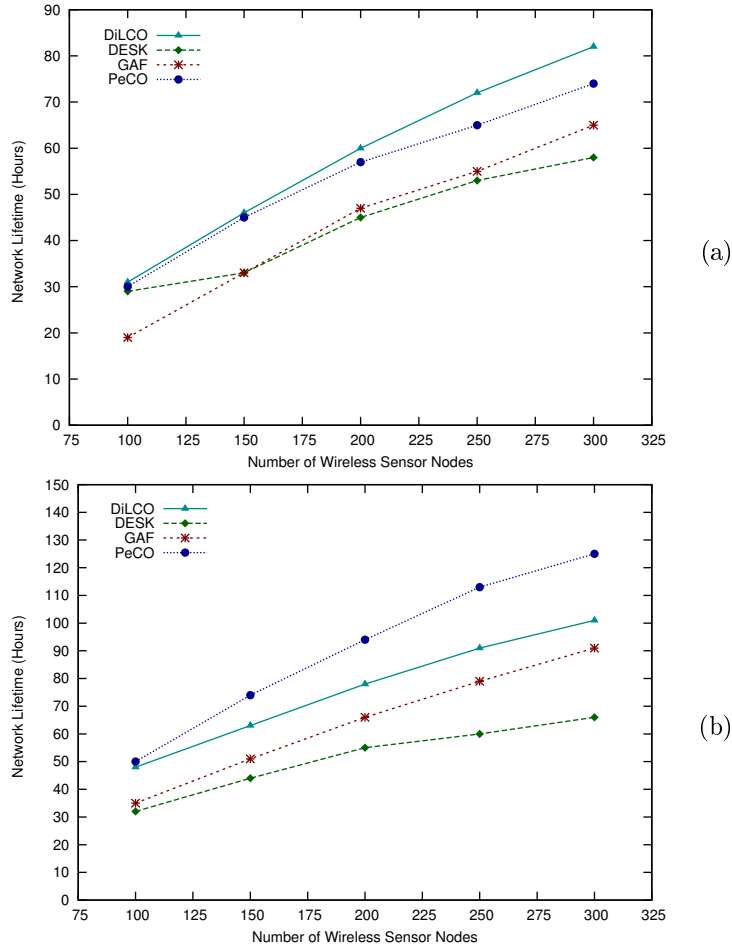 90
80
70
60
50
40
30
20
10
0
DiLCO
DESK
GAF
PeCO
Network Lifetime (Hours)
75 100 125 150 175 200 225 250 275 300 325
Number of Wireless Sensor Nodes
(a)
150
140
130
120
110
100
90
80
70
60
50
40
30
20
10
0
DiLCO
DESK
GAF
PeCO
Network Lifetime (Hours)
75 100 125 150 175 200 225 250 275 300 325
Number of Wireless Sensor Nodes
(b)